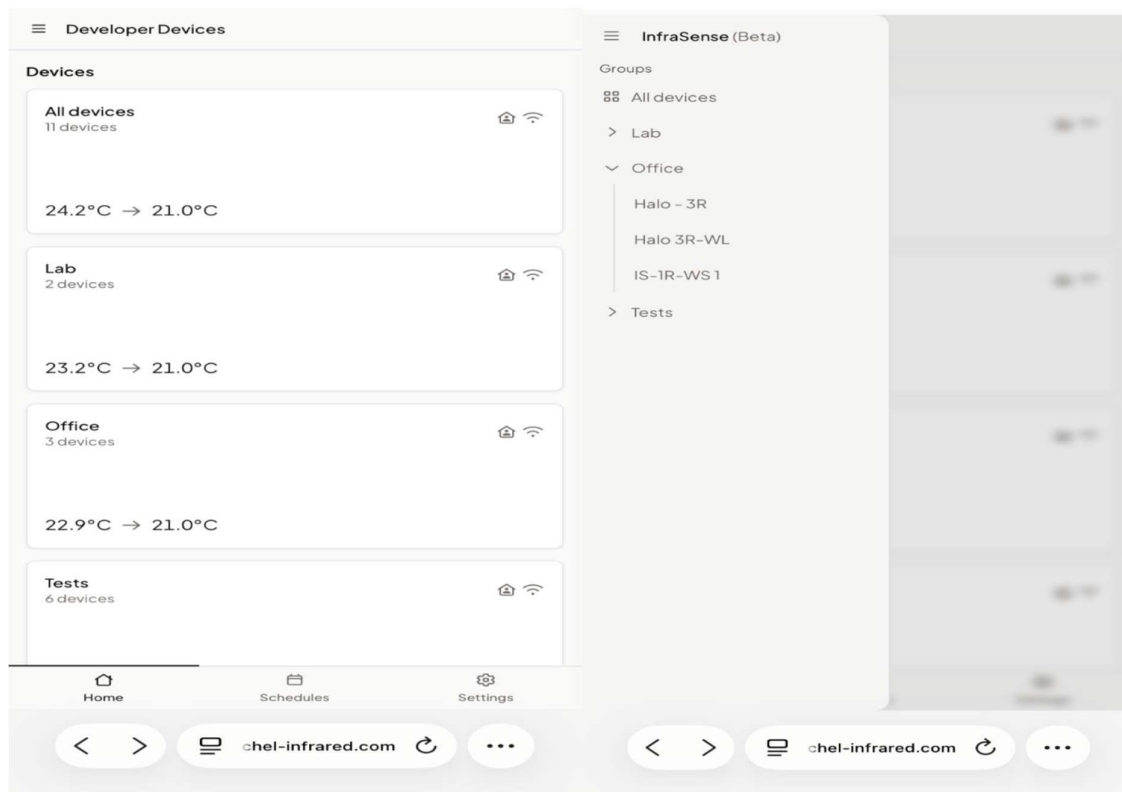 Developer Devices
Devices
All devices
11 devices
24.2°C → 21.0°C
Lab
2 devices
23.2°C → 21.0°C
Office
3 devices
22.9°C → 21.0°C
Tests
6 devices
Home
Schedules
Settings
chel-infrared.com
InfraSense (Beta)
Groups
All devices
Lab
Office
Halo - 3R
Halo 3R-WL
IS-1R-WS 1
Tests
chel-infrared.com